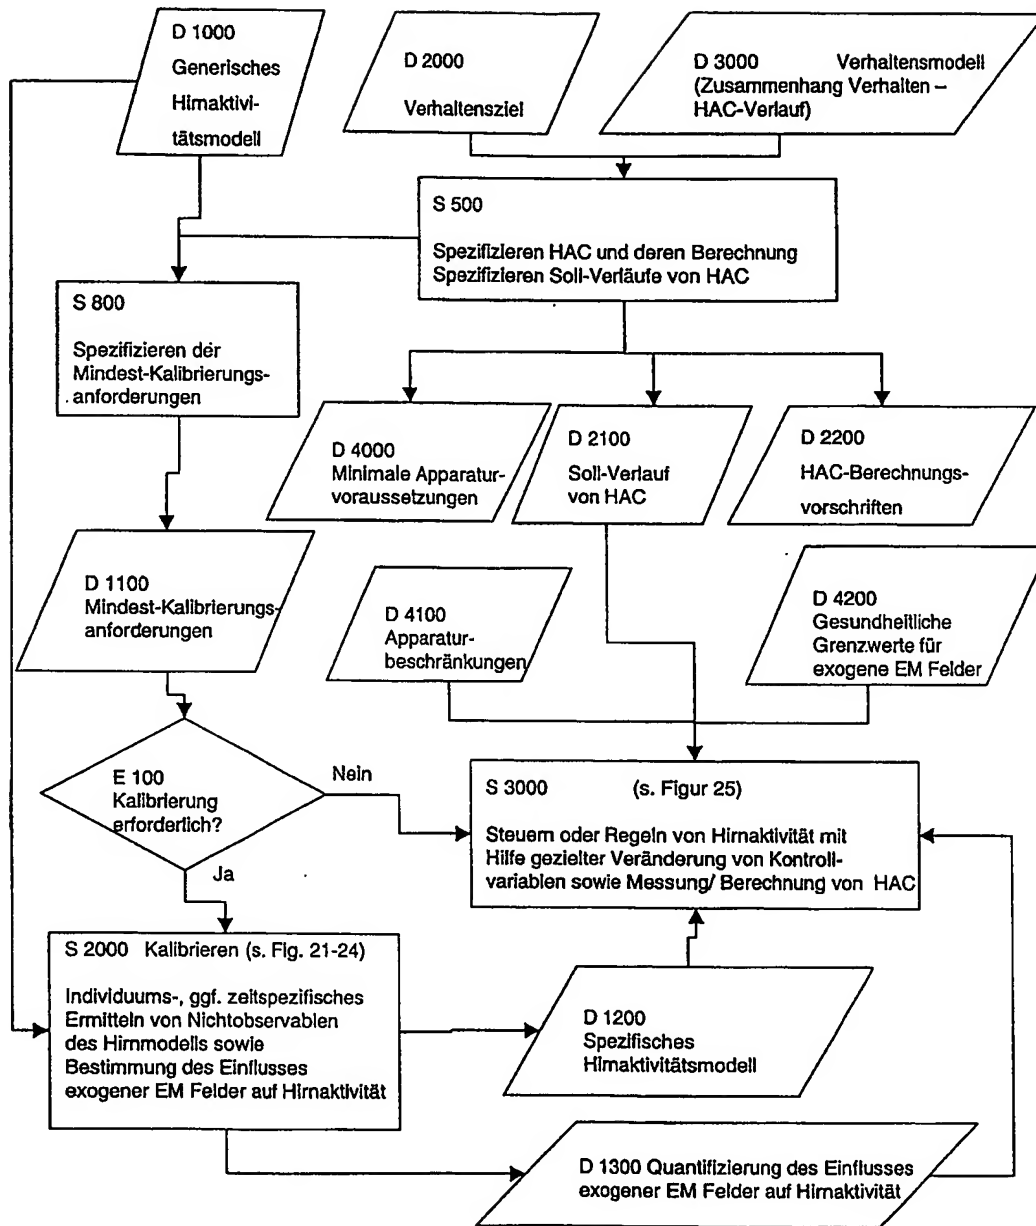 D 1000
Generisches
Hirnaktivi-
tätsmodell
D 2000
Verhaltensziel
D 3000 Verhaltensmodell
(Zusammenhang Verhalten –
HAC-Verlauf)
S 500
Spezifizieren HAC und deren Berechnung
Spezifizieren Soll-Verläufe von HAC
S 800
Spezifizieren der
Mindest-Kalibrierungs-
anforderungen
D 4000
Minimale Apparatur-
voraussetzungen
D 2100
Soll-Verlauf
von HAC
D 2200
HAC-Berechnungs-
vorschriften
D 1100
Mindest-Kalibrierungs-
anforderungen
D 4100
Apparatur-
beschränkungen
D 4200
Gesundheitliche
Grenzwerte für
exogene EM Felder
E 100
Kalibrierung
erforderlich?
Nein
Ja
S 3000 (s. Figur 25)
Steuern oder Regeln von Hirnaktivität mit
Hilfe gezielter Veränderung von Kontroll-
variablen sowie Messung/ Berechnung von HAC
S 2000 Kalibrieren (s. Fig. 21-24)
Individuums-, ggf. zeitspezifisches
Ermitteln von Nichtobservablen
des Hirnmodells sowie
Bestimmung des Einflusses
exogener EM Felder auf Hirnaktivität
D 1200
Spezifisches
Hirnaktivitätsmodell
D 1300 Quantifizierung des Einflusses
exogener EM Felder auf Hirnaktivität